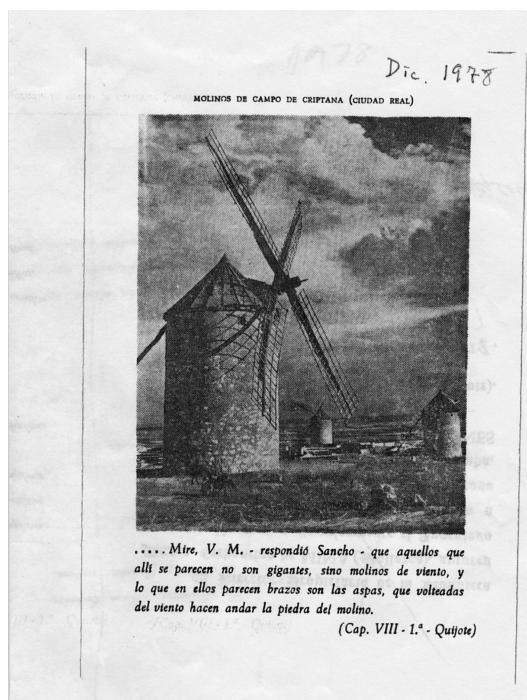 Dic. 1978
MOLINOS DE CAMPO DE CRIPTANA (CIUDAD REAL)
..... Mire, V. M. - respondió Sancho - que aquellos que
allí se parecen no son gigantes, sino molinos de viento, y
lo que en ellos parecen brazos son las aspas, que volteadas
del viento hacen andar la piedra del molino.
(Cap. VIII - 1.ª - Quijote)